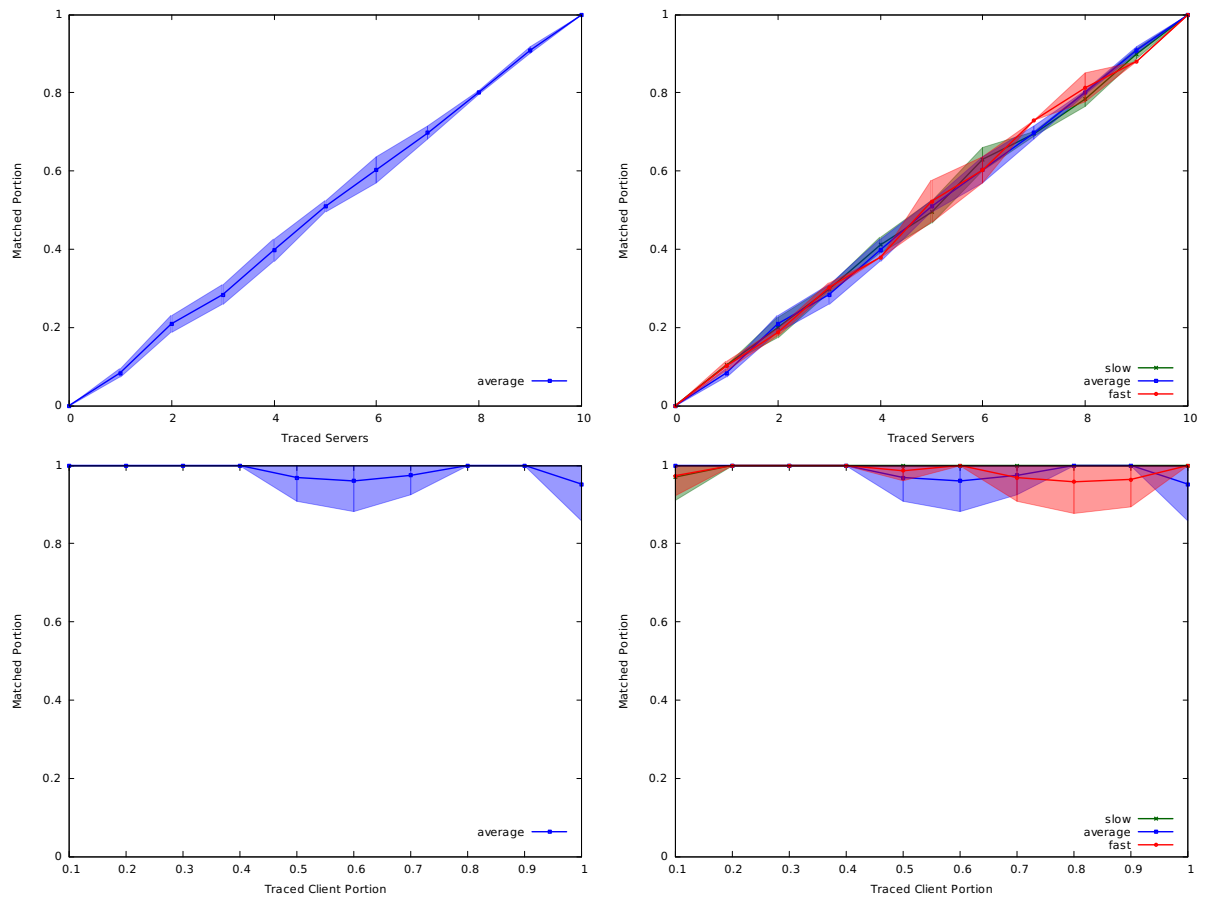 1
0.8
0.6
0.4
0.2
0
Matched Portion
average
0 2 4 6 8 10
Traced Servers
1
0.8
0.6
0.4
0.2
0
Matched Portion
slow
average
fast
0 2 4 6 8 10
Traced Servers
1
0.8
0.6
0.4
0.2
0
Matched Portion
average
0.1 0.2 0.3 0.4 0.5 0.6 0.7 0.8 0.9 1
Traced Client Portion
1
0.8
0.6
0.4
0.2
0
Matched Portion
slow
average
fast
0.1 0.2 0.3 0.4 0.5 0.6 0.7 0.8 0.9 1
Traced Client Portion